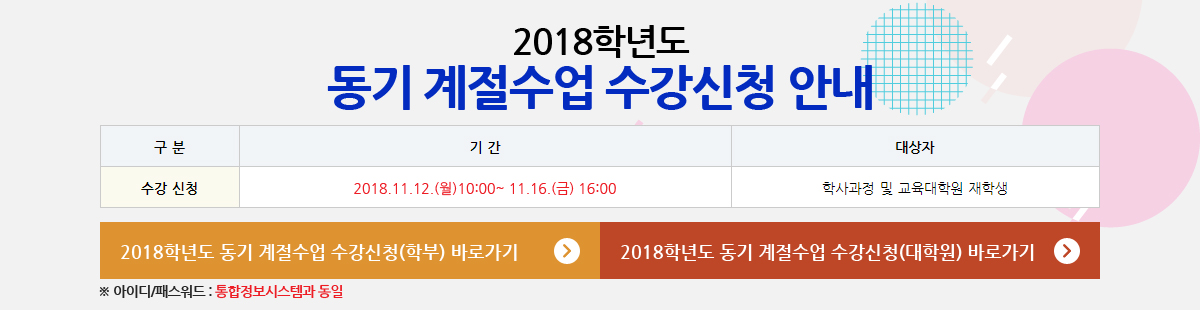 2018학년도
동기 계절수업 수강신청 안내
구 분 기 간 대상자
수강 신청 2018.11.12.(월)10:00~ 11.16.(금) 16:00 학사과정 및 교육대학원 재학생
2018학년도 동기 계절수업 수강신청(학부) 바로가기 2018학년도 동기 계절수업 수강신청(대학원) 바로가기
※ 아이디/패스워드 : 통합정보시스템과 동일